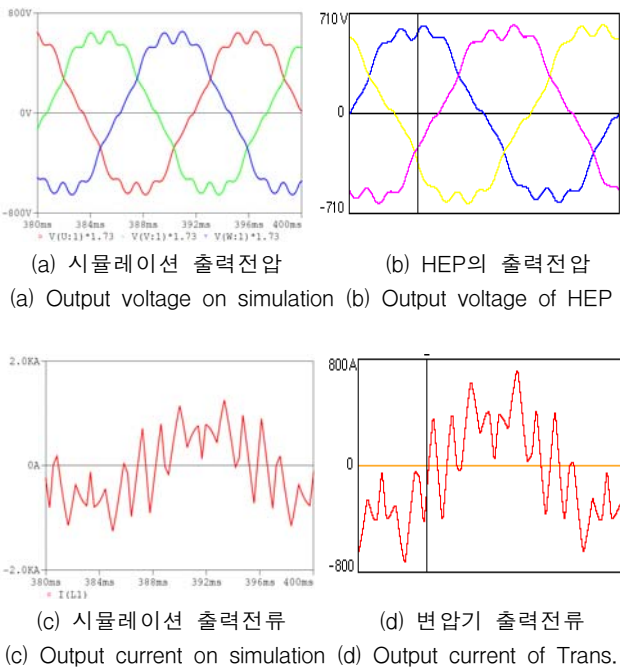 800V
0V
-800V
380ms 384ms 388ms 392ms 396ms 400ms
V(U:1)*1.73 V(V:1)*1.73 V(W:1)*1.73
710V
0
-710
(a) 시뮬레이션 출력전압 (b) HEP의 출력전압
(a) Output voltage on simulation (b) Output voltage of HEP
2.0KA
0A
-2.0KA
380ms 384ms 388ms 392ms 396ms 400ms
I(L1)
800A
0
-800
(c) 시뮬레이션 출력전류 (d) 변압기 출력전류
(c) Output current on simulation (d) Output current of Trans.